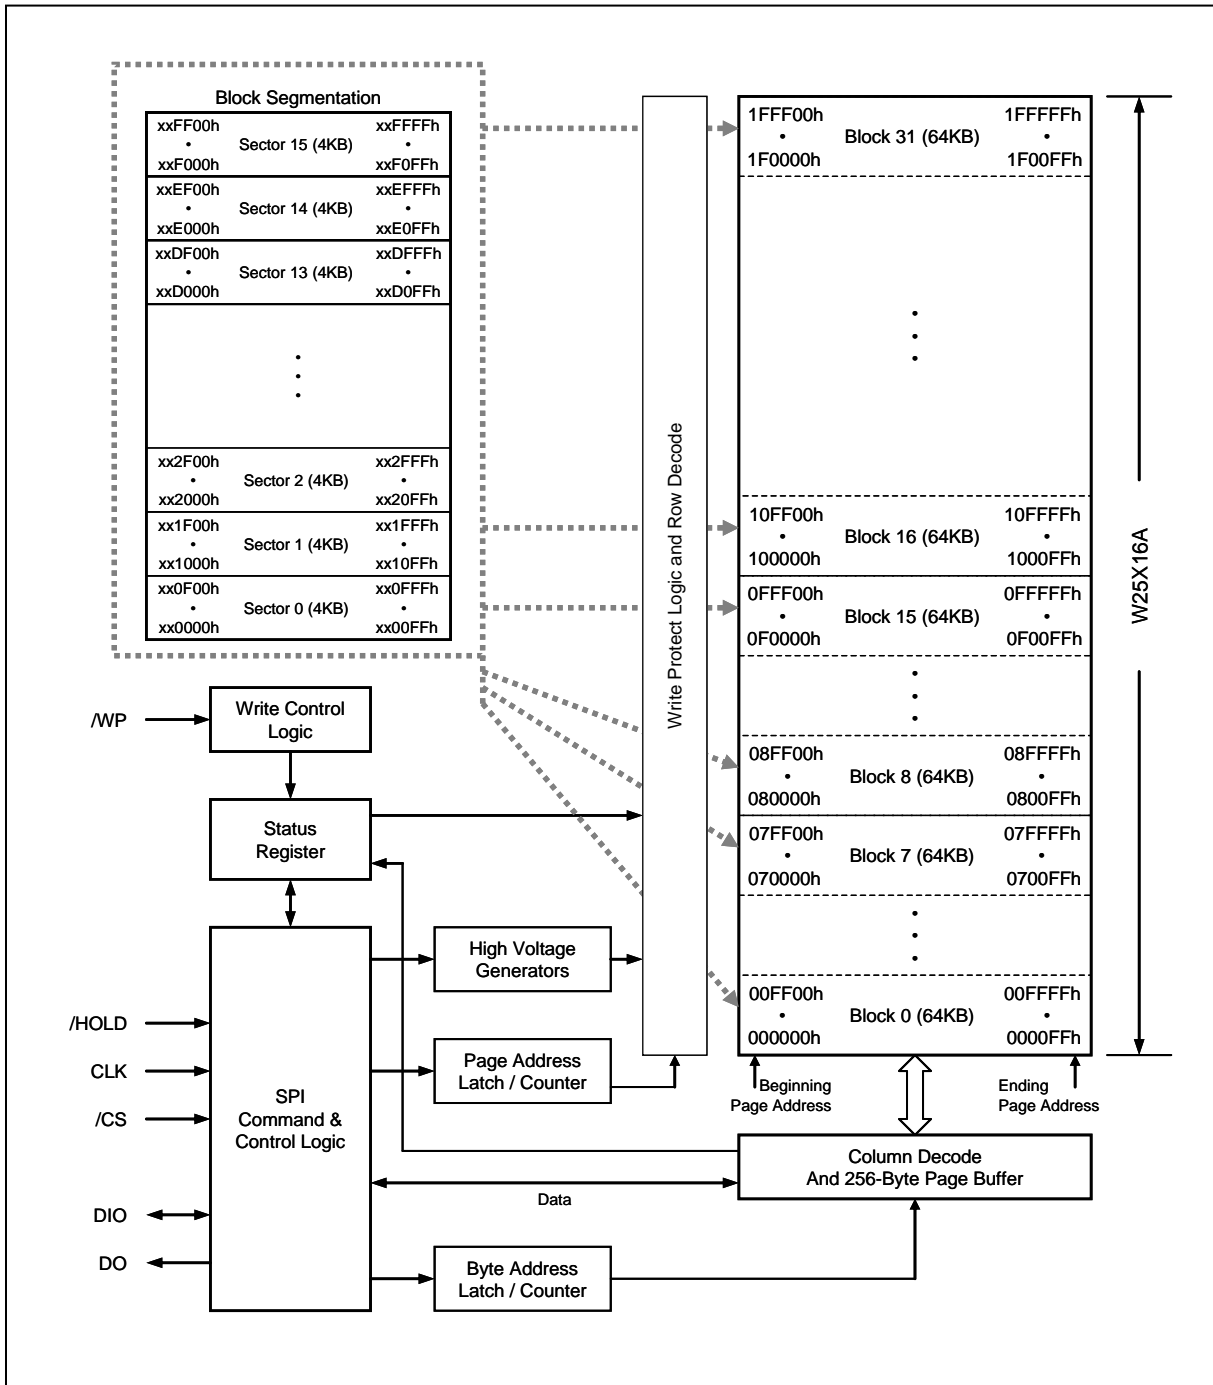 Block Segmentation
xxFF00h xxFFFFh
Sector 15 (4KB)
xxF000h xxF0FFh
xxEF00h xxEFFFh
Sector 14 (4KB)
xxE000h xxE0FFh
xxDF00h xxDFFFh
Sector 13 (4KB)
xxD000h xxD0FFh
xx2F00h xx2FFFh
Sector 2 (4KB)
xx2000h xx20FFh
xx1F00h xx1FFFh
Sector 1 (4KB)
xx1000h xx10FFh
xx0F00h xx0FFFh
Sector 0 (4KB)
xx0000h xx00FFh
Write Protect Logic and Row Decode
1FFF00h 1FFFFFh
Block 31 (64KB)
1F0000h 1F00FFh
10FF00h 10FFFFh
Block 16 (64KB)
100000h 1000FFh
0FFF00h 0FFFFFh
Block 15 (64KB)
0F0000h 0F00FFh
08FF00h 08FFFFh
Block 8 (64KB)
080000h 0800FFh
07FF00h 07FFFFh
Block 7 (64KB)
070000h 0700FFh
00FF00h 00FFFFh
Block 0 (64KB)
000000h 0000FFh
W25X16A
/WP
Write Control
Logic
Status
Register
High Voltage
Generators
/HOLD
CLK
/CS
DIO
DO
SPI
Command &
Control Logic
Page Address
Latch / Counter
Beginning
Page Address
Ending
Page Address
Column Decode
And 256-Byte Page Buffer
Data
Byte Address
Latch / Counter